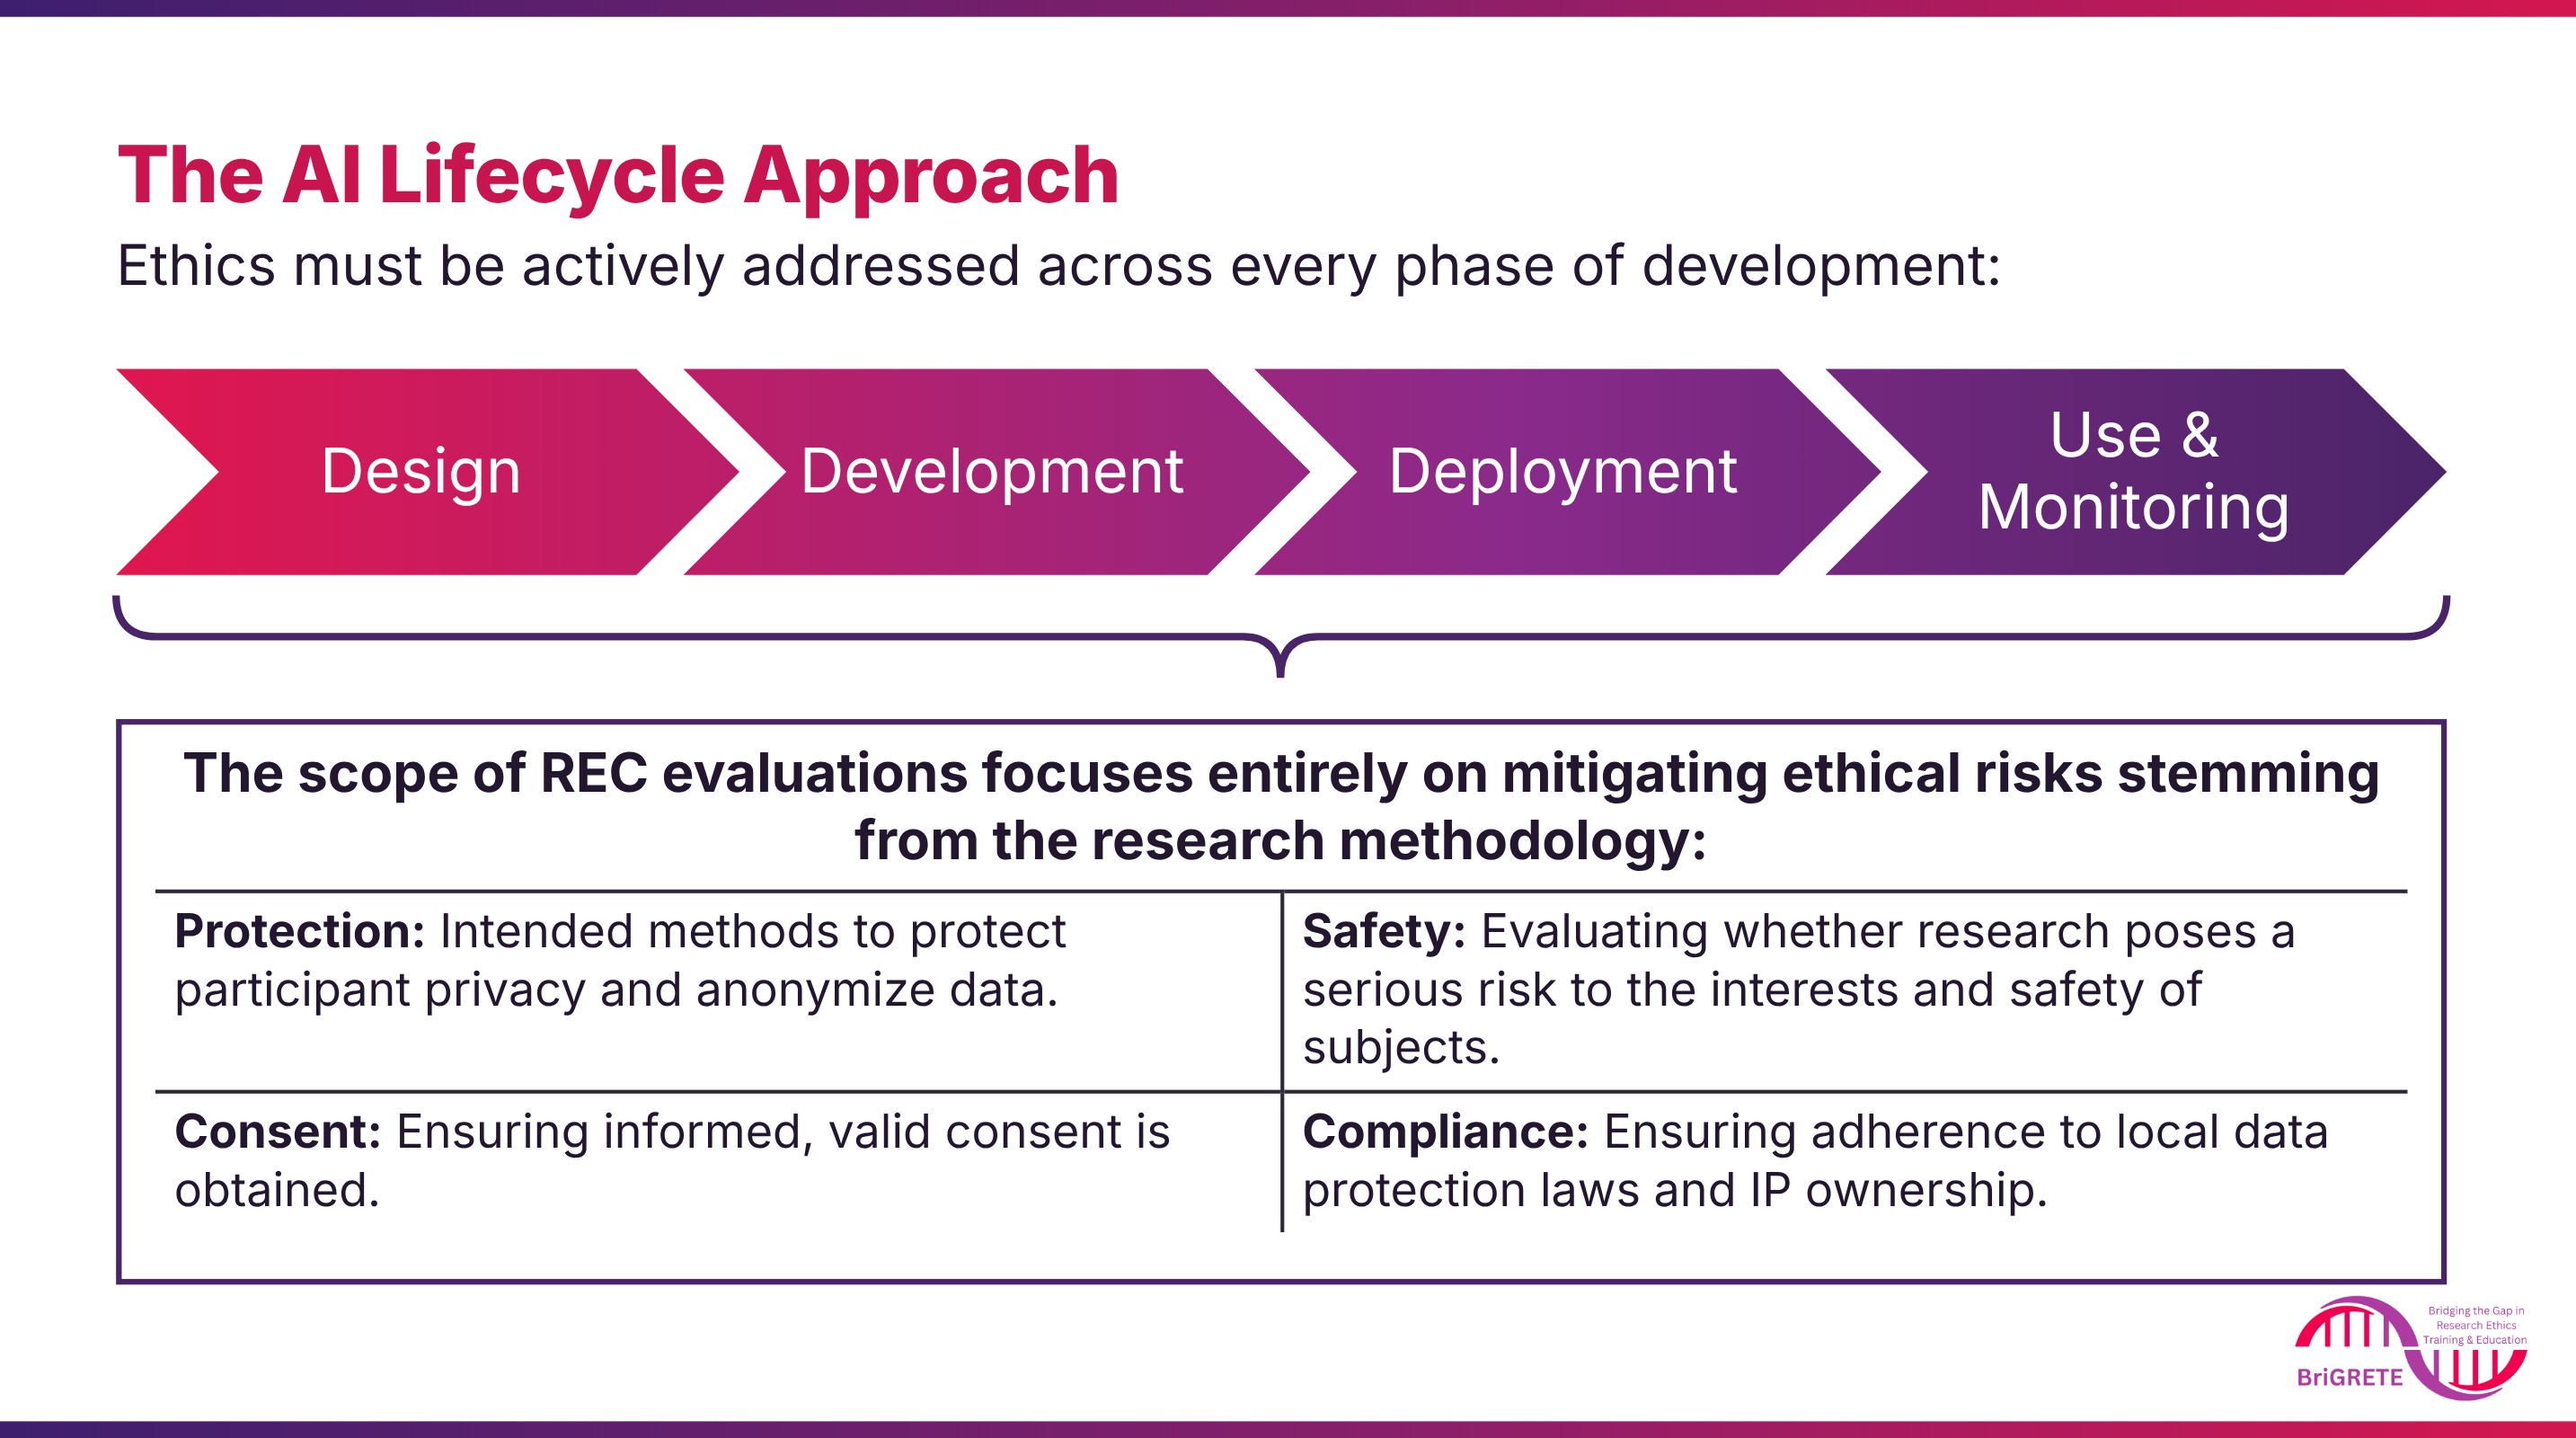 The AI Lifecycle Approach
Ethics must be actively addressed across every phase of development:
Design
Development
Deployment
Use &
Monitoring
The scope of REC evaluations focuses entirely on mitigating ethical risks stemming
from the research methodology:
Protection: Intended methods to protect
participant privacy and anonymize data.
Safety: Evaluating whether research poses a
serious risk to the interests and safety of
subjects.
Consent: Ensuring informed, valid consent is
obtained.
Compliance: Ensuring adherence to local data
protection laws and IP ownership.
Bridging the Gap in
Research Ethics
Training & Education
BriGRETE